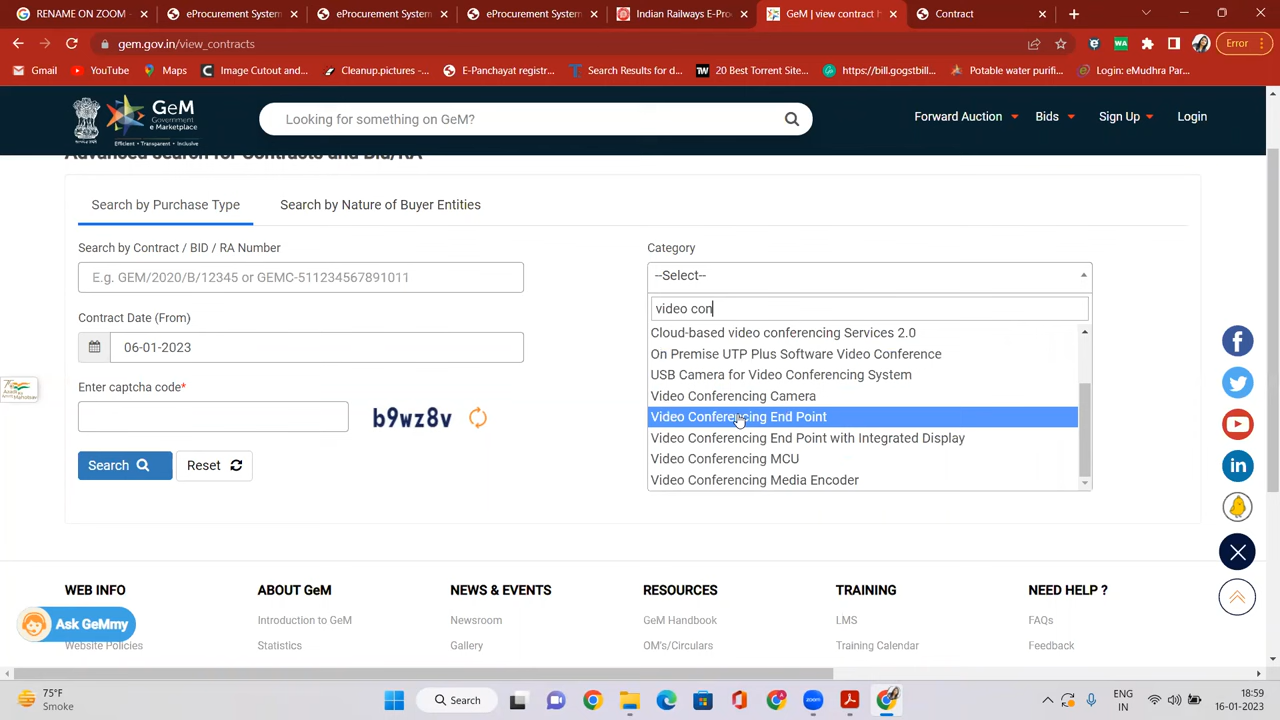 RENAME ON ZOOM -
eProcurement System
eProcurement System
eProcurement System
Indian Railways E-Pro
GeM | view contract h
Contract
gem.gov.in/view_contracts
Error
Gmail
YouTube
Maps
Image Cutout and...
Cleanup.pictures -...
E-Panchayat registr...
Search Results for d...
20 Best Torrent Site...
https://bill.gogstbill...
Potable water purifi...
Login: eMudhra Par...
GeM
Government
e Marketplace
Efficient • Transparent • Inclusive
Looking for something on GeM?
Forward Auction
Bids
Sign Up
Login
Advanced Search for Contracts and Bid/RA
Search by Purchase Type
Search by Nature of Buyer Entities
Search by Contract / BID / RA Number
Category
E.g. GEM/2020/B/12345 or GEMC-511234567891011
--Select--
video con
Contract Date (From)
06-01-2023
Cloud-based video conferencing Services 2.0
On Premise UTP Plus Software Video Conference
USB Camera for Video Conferencing System
Video Conferencing Camera
Video Conferencing End Point
Video Conferencing End Point with Integrated Display
Video Conferencing MCU
Video Conferencing Media Encoder
Enter captcha code*
b9wz8v
Search
Reset
WEB INFO
ABOUT GeM
NEWS & EVENTS
RESOURCES
TRAINING
NEED HELP ?
Introduction to GeM
Newsroom
GeM Handbook
LMS
FAQs
Ask GeMmy
Website Policies
Statistics
Gallery
OM's/Circulars
Training Calendar
Feedback
75°F
Smoke
Search
ENG
IN
18:59
16-01-2023